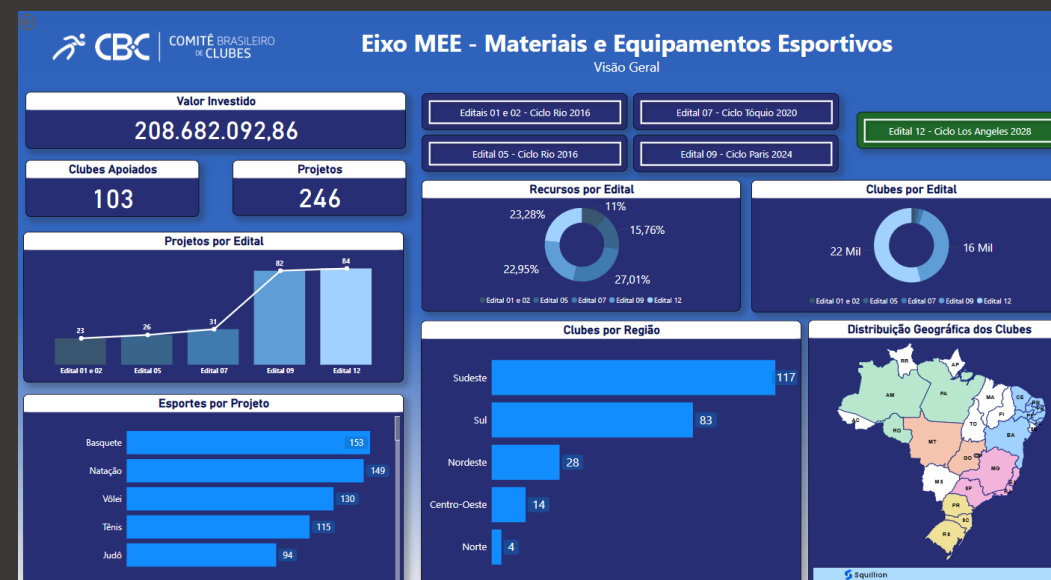 CBC
COMITÊ BRASILEIRO
DE CLUBES
Eixo MEE - Materiais e Equipamentos Esportivos
Visão Geral
Valor Investido
208.682.092,86
Clubes Apoiados
103
Projetos
246
Editais 01 e 02 - Ciclo Rio 2016
Edital 07 - Ciclo Tóquio 2020
Edital 05 - Ciclo Rio 2016
Edital 09 - Ciclo Paris 2024
Edital 12 - Ciclo Los Angeles 2028
Projetos por Edital
23
26
31
82
84
Edital 01 e 02
Edital 05
Edital 07
Edital 09
Edital 12
Recursos por Edital
11%
23,28%
15,76%
22,95%
27,01%
Edital 01 e 02 Edital 05 Edital 07 Edital 09 Edital 12
Clubes por Edital
22 Mil
16 Mil
Edital 01 e 02 Edital 05 Edital 07 Edital 09 Edital 12
Esportes por Projeto
Basquete 153
Natação 149
Vôlei 130
Tênis 115
Judô 94
Clubes por Região
Sudeste 117
Sul 83
Nordeste 28
Centro-Oeste 14
Norte 4
Distribuição Geográfica dos Clubes
RR
AP
AM
PA
MA
CE
PI
AC
RO
TO
BA
MT
GO
MG
MS
SP
PR
SC
RS
Squillion